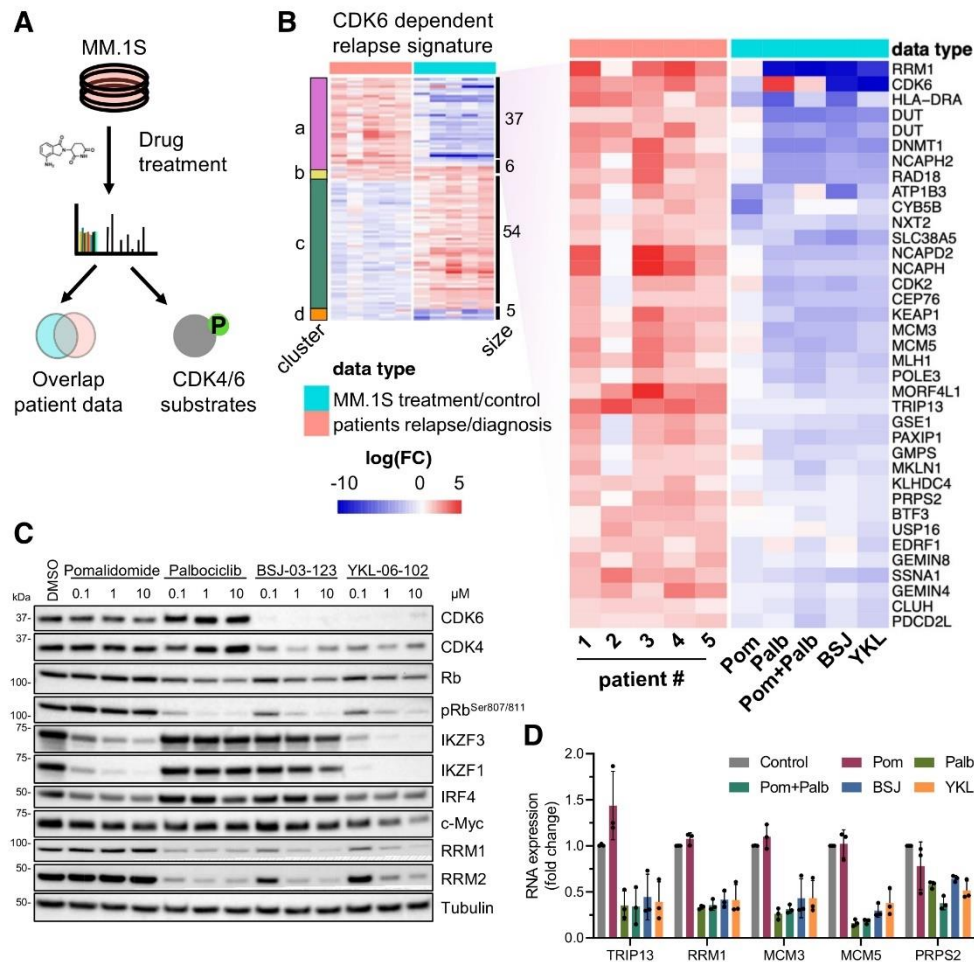 A
MM.1S
Drug
treatment
P
Overlap
patient data
CDK4/6
substrates
B
CDK6 dependent
relapse signature
a
b
c
d
37
6
54
5
cluster
size
data type
MM.1S treatment/control
patients relapse/diagnosis
log(FC)
-10 0 5
data type
RRM1
CDK6
HLA-DRA
DUT
DUT
DNMT1
NCAPH2
RAD18
ATP1B3
CYB5B
NXT2
SLC38A5
NCAPD2
NCAPH
CDK2
CEP76
KEAP1
MCM3
MCM5
MLH1
POLE3
MORF4L1
TRIP13
GSE1
PAXIP1
GMPS
MKLN1
KLHDC4
PRPS2
BTF3
USP16
EDRF1
GEMIN8
SSNA1
GEMIN4
CLUH
PDCD2L
1 2 3 4 5
patient #
Pom Palb Pom+Palb BSJ YKL
C
DMSO Pomalidomide Palbociclib BSJ-03-123 YKL-06-102
kDa 0.1 1 10 0.1 1 10 0.1 1 10 0.1 1 10 µM
37- CDK6
37- CDK4
100- Rb
100- pRbSer807/811
75- IKZF3
75- IKZF1
50- IRF4
75- c-Myc
100- RRM1
50- RRM2
50- Tubulin
D
Control Pom Palb
Pom+Palb BSJ YKL
RNA expression
(fold change)
2.0
1.5
1.0
0.5
0.0
TRIP13 RRM1 MCM3 MCM5 PRPS2